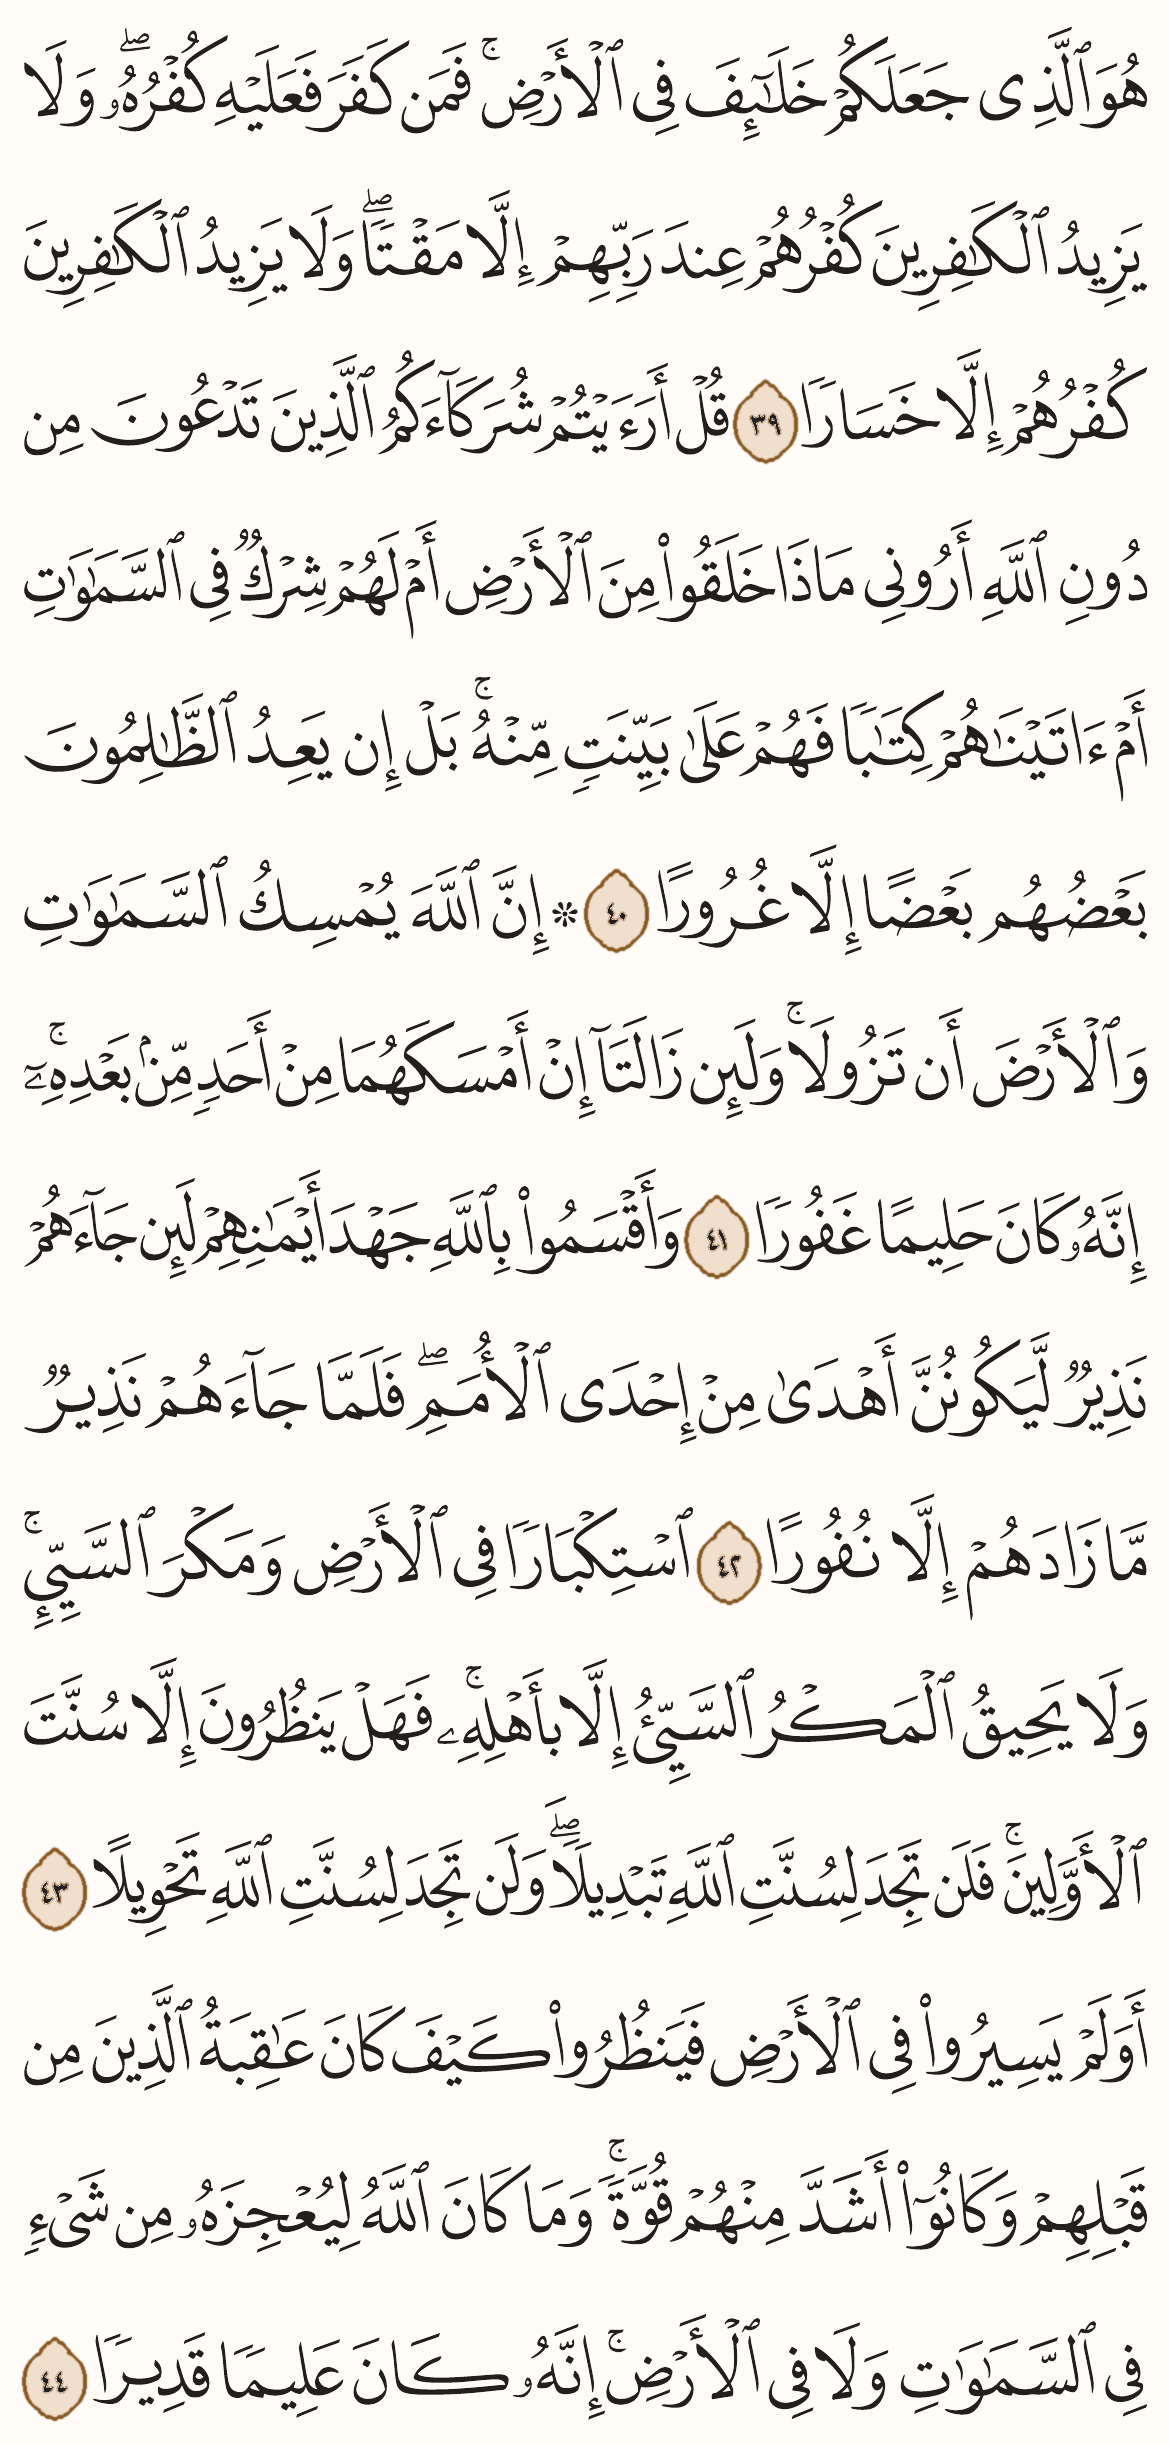 هُوَ ٱلَّذِى جَعَلَكُمْ خَلَـٰٓئِفَ فِى ٱلْأَرْضِ ۚ فَمَن كَفَرَ فَعَلَيْهِ كُفْرُهُۥ ۖ وَلَا
يَزِيدُ ٱلْكَـٰفِرِينَ كُفْرُهُمْ عِندَ رَبِّهِمْ إِلَّا مَقْتًا ۖ وَلَا يَزِيدُ ٱلْكَـٰفِرِينَ
كُفْرُهُمْ إِلَّا خَسَارًا ٣٩ قُلْ أَرَءَيْتُمْ شُرَكَآءَكُمُ ٱلَّذِينَ تَدْعُونَ مِن
دُونِ ٱللَّهِ أَرُونِى مَاذَا خَلَقُوا۟ مِنَ ٱلْأَرْضِ أَمْ لَهُمْ شِرْكٌ فِى ٱلسَّمَـٰوَٰتِ
أَمْ ءَاتَيْنَـٰهُمْ كِتَـٰبًا فَهُمْ عَلَىٰ بَيِّنَتٍ مِّنْهُ ۚ بَلْ إِن يَعِدُ ٱلظَّـٰلِمُونَ
بَعْضُهُم بَعْضًا إِلَّا غُرُورًا ٤٠ ۞ إِنَّ ٱللَّهَ يُمْسِكُ ٱلسَّمَـٰوَٰتِ
وَٱلْأَرْضَ أَن تَزُولَا ۚ وَلَئِن زَالَتَآ إِنْ أَمْسَكَهُمَا مِنْ أَحَدٍ مِّنۢ بَعْدِهِۦٓ ۚ
إِنَّهُۥ كَانَ حَلِيمًا غَفُورًا ٤١ وَأَقْسَمُوا۟ بِٱللَّهِ جَهْدَ أَيْمَـٰنِهِمْ لَئِن جَآءَهُمْ
نَذِيرٌ لَّيَكُونُنَّ أَهْدَىٰ مِنْ إِحْدَى ٱلْأُمَمِ ۖ فَلَمَّا جَآءَهُمْ نَذِيرٌ
مَّا زَادَهُمْ إِلَّا نُفُورًا ٤٢ ٱسْتِكْبَارًا فِى ٱلْأَرْضِ وَمَكْرَ ٱلسَّيِّئِ ۚ
وَلَا يَحِيقُ ٱلْمَكْرُ ٱلسَّيِّئُ إِلَّا بِأَهْلِهِۦ ۚ فَهَلْ يَنظُرُونَ إِلَّا سُنَّتَ
ٱلْأَوَّلِينَ ۚ فَلَن تَجِدَ لِسُنَّتِ ٱللَّهِ تَبْدِيلًا ۖ وَلَن تَجِدَ لِسُنَّتِ ٱللَّهِ تَحْوِيلًا ٤٣
أَوَلَمْ يَسِيرُوا۟ فِى ٱلْأَرْضِ فَيَنظُرُوا۟ كَيْفَ كَانَ عَـٰقِبَةُ ٱلَّذِينَ مِن
قَبْلِهِمْ وَكَانُوٓا۟ أَشَدَّ مِنْهُمْ قُوَّةً ۚ وَمَا كَانَ ٱللَّهُ لِيُعْجِزَهُۥ مِن شَىْءٍ
فِى ٱلسَّمَـٰوَٰتِ وَلَا فِى ٱلْأَرْضِ ۚ إِنَّهُۥ كَانَ عَلِيمًا قَدِيرًا ٤٤